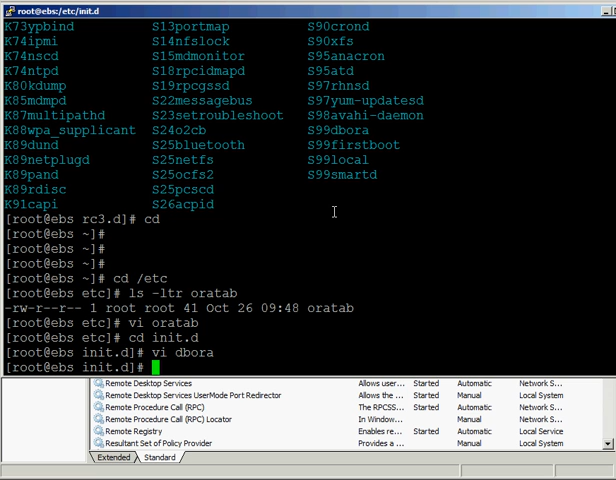 root@ebs:/etc/init.d
K73ypbind S13portmap S90crond
K74ipmi S14nfslock S90xfs
K74nscd S15mdmonitor S95anacron
K74ntpd S18rpcidmapd S95atd
K80kdump S19rpcgssd S97rhnsd
K85mdmpd S22messagebus S97yum-updatesd
K87multipathd S23setroubleshoot S98avahi-daemon
K88wpa_supplicant S24o2cb S99dbora
K89dund S25bluetooth S99firstboot
K89netplugd S25netfs S99local
K89pand S25ocfs2 S99smartd
K89rdisc S25pcscd
K91capi S26acpid
[root@ebs rc3.d]# cd
[root@ebs ~]#
[root@ebs ~]#
[root@ebs ~]#
[root@ebs ~]# cd /etc
[root@ebs etc]# ls -ltr oratab
-rw-r--r-- 1 root root 41 Oct 26 09:48 oratab
[root@ebs etc]# vi oratab
[root@ebs etc]# cd init.d
[root@ebs init.d]# vi dbora
[root@ebs init.d]#
Remote Desktop Services Allows user... Started Automatic Network S...
Remote Desktop Services UserMode Port Redirector Allows the ... Manual Local System
Remote Procedure Call (RPC) The RPCSS... Started Automatic Network S...
Remote Procedure Call (RPC) Locator In Window... Manual Network S...
Remote Registry Enables re... Started Automatic Local Service
Resultant Set of Policy Provider Provides a ... Manual Local System
Extended Standard